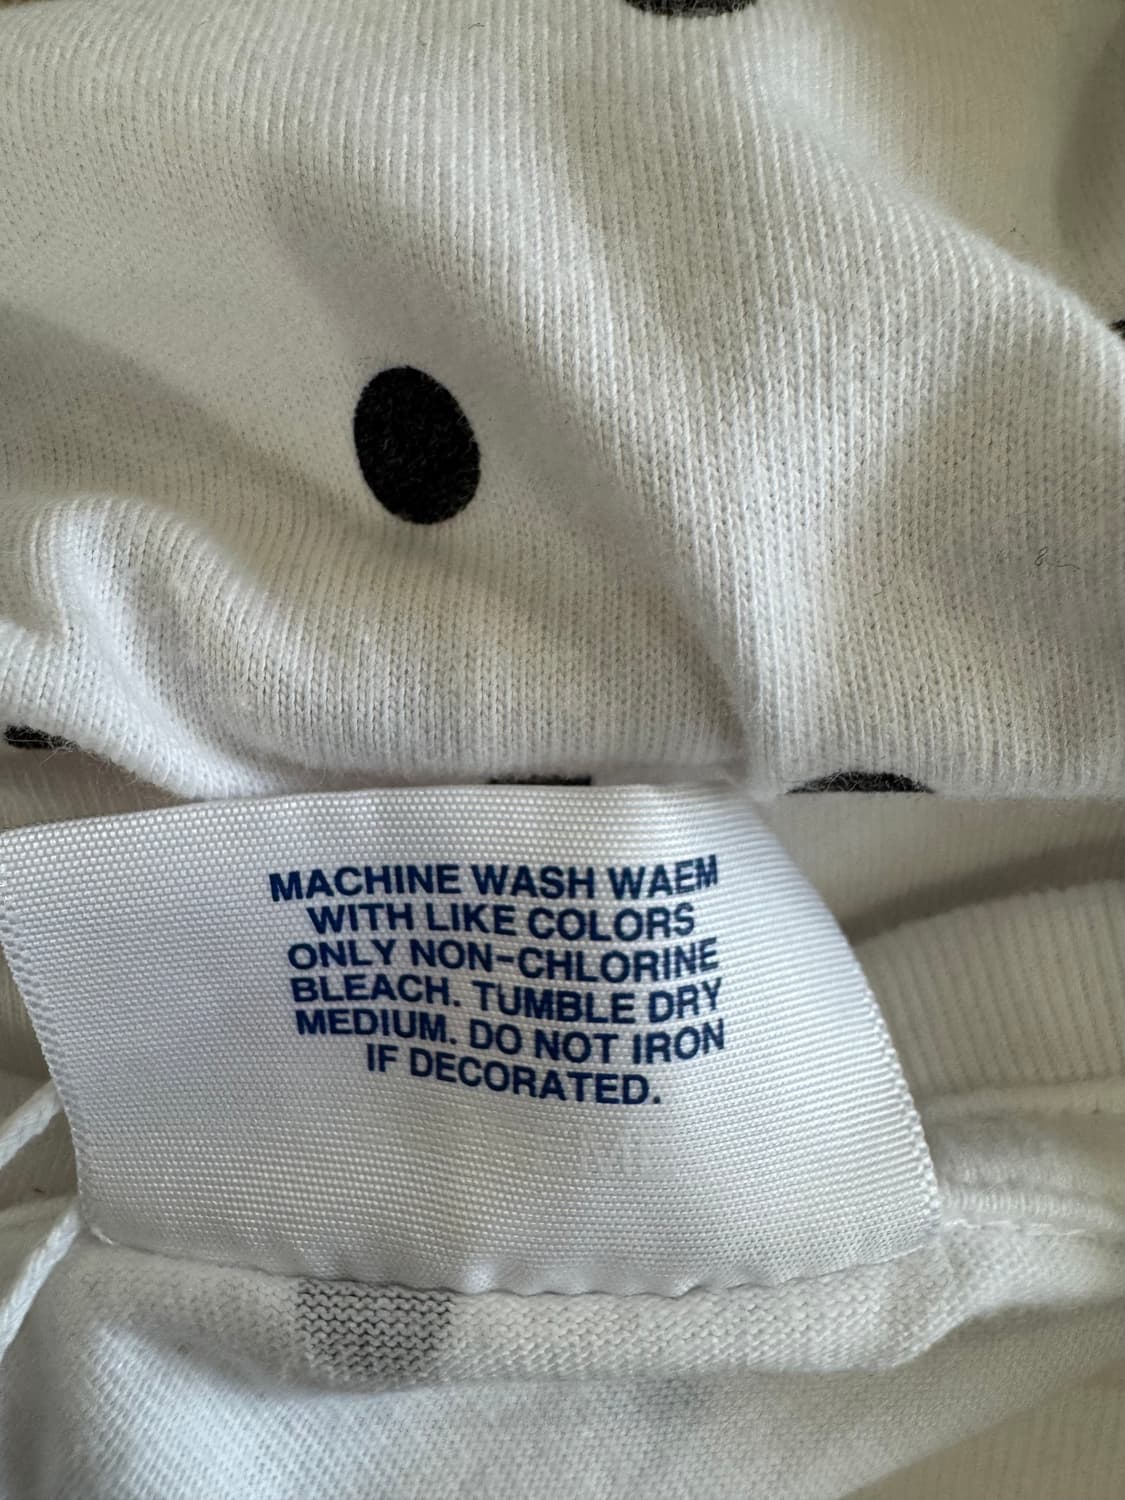 MACHINE WASH WAEM
WITH LIKE COLORS
ONLY NON-CHLORINE
BLEACH. TUMBLE DRY
MEDIUM. DO NOT IRON
IF DECORATED.